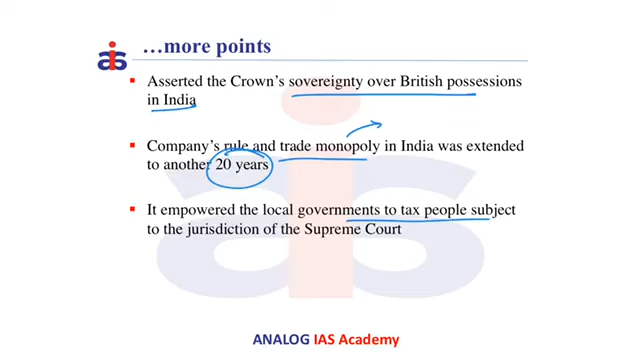 …more points
ias
▪ Asserted the Crown's sovereignty over British possessions
in India
▪ Company's rule and trade monopoly in India was extended
to another 20 years
▪ It empowered the local governments to tax people subject
to the jurisdiction of the Supreme Court
ANALOG IAS Academy